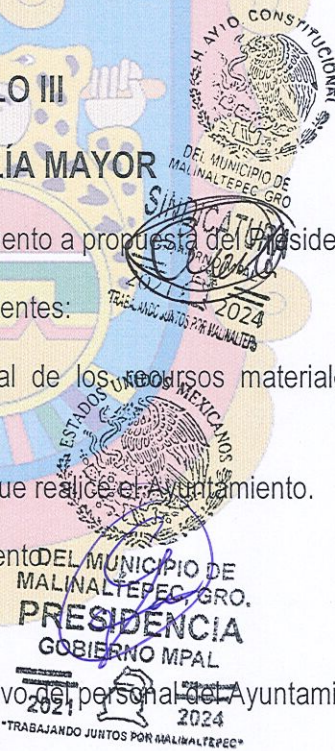 LO III
H AYTO CONSTITUCIONAL
DEL MUNICIPIO DE
MALINALTEPEC, GRO
LÍA MAYOR
SINDICATURA
ento a propuesta del Preside
2024
"TRABAJANDO JUNTOS POR MALINALTEPEC"
entes:
al de los recursos materiale
ESTADOS UNIDOS MEXICANOS
ue realice el Ayuntamiento.
ento
DEL MUNICIPIO DE
MALINALTEPEC, GRO.
PRESIDENCIA
GOBIERNO MPAL
vo del personal del Ayuntami
2021 2024
"TRABAJANDO JUNTOS POR MALINALTEPEC"